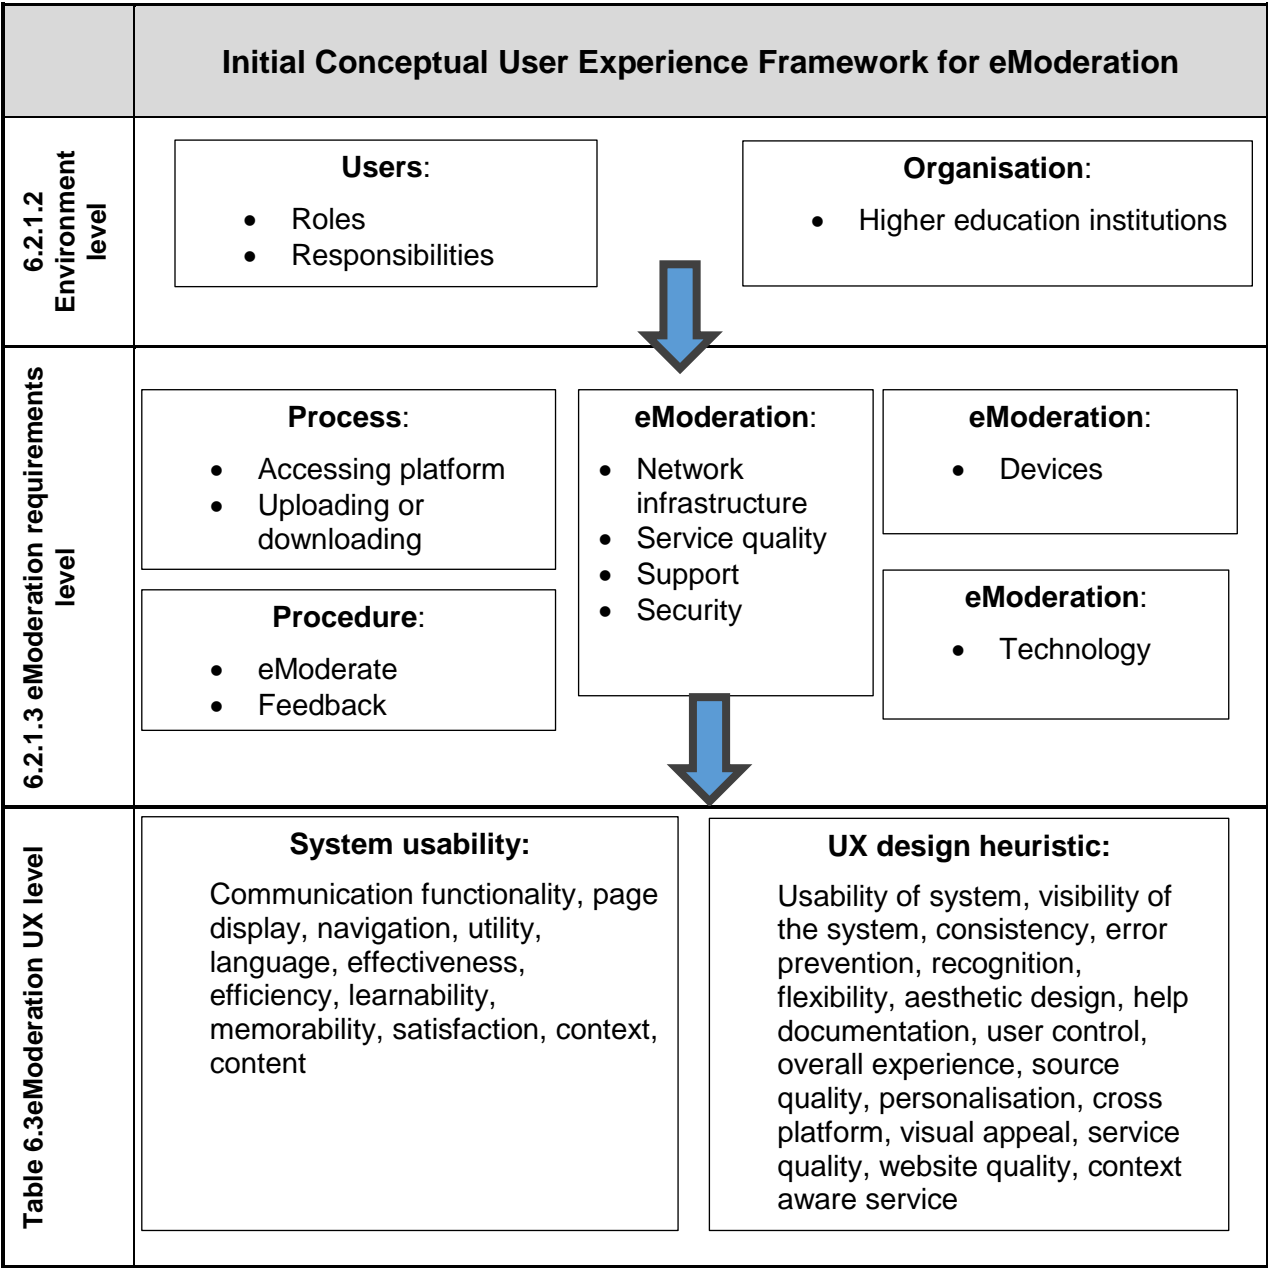 Initial Conceptual User Experience Framework for eModeration
6.2.1.2
Environment
level
Users:
• Roles
• Responsibilities
Organisation:
• Higher education institutions
6.2.1.3 eModeration requirements
level
Process:
• Accessing platform
• Uploading or
downloading
Procedure:
• eModerate
• Feedback
eModeration:
• Network
infrastructure
• Service quality
• Support
• Security
eModeration:
• Devices
eModeration:
• Technology
Table 6.3eModeration UX level
System usability:
Communication functionality, page
display, navigation, utility,
language, effectiveness,
efficiency, learnability,
memorability, satisfaction, context,
content
UX design heuristic:
Usability of system, visibility of
the system, consistency, error
prevention, recognition,
flexibility, aesthetic design, help
documentation, user control,
overall experience, source
quality, personalisation, cross
platform, visual appeal, service
quality, website quality, context
aware service